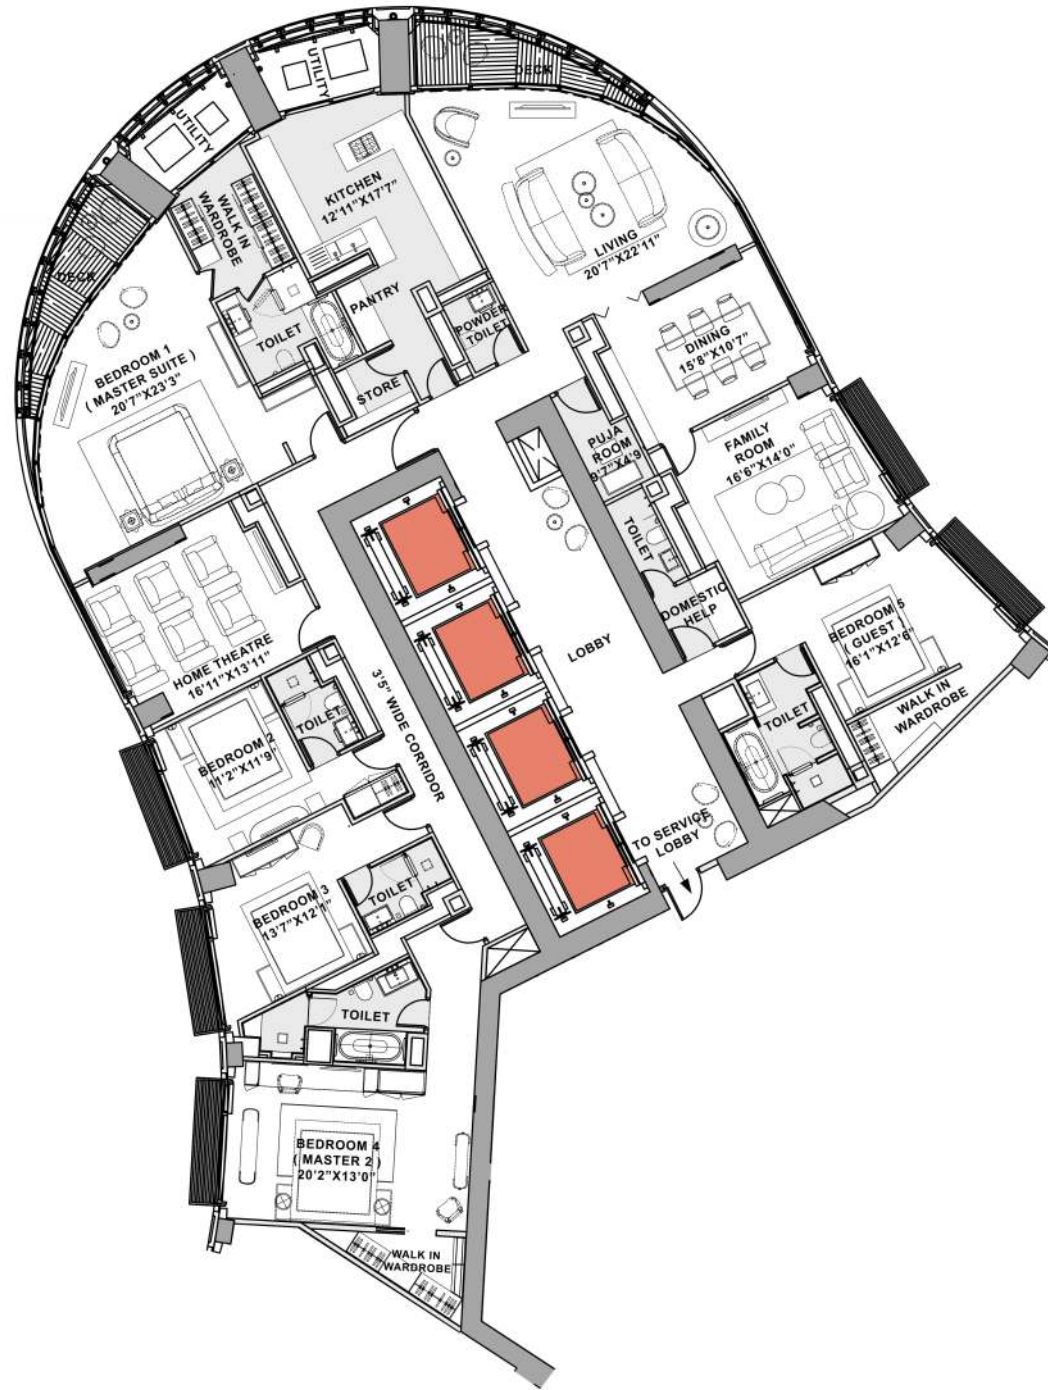 UTILITY
DECK
UTILITY
KITCHEN
12'11"X17'7"
WALK IN
WARDROBE
LIVING
20'7"X22'11"
DECK
PANTRY
POWDER
TOILET
TOILET
DINING
15'8"X10'7"
BEDROOM 1
( MASTER SUITE )
20'7"X23'3"
STORE
PUJA
ROOM
9'7"X4'9
FAMILY
ROOM
16'6"X14'0"
TOILET
DOMESTIC
HELP
LOBBY
BEDROOM 5
( GUEST )
16'1"X12'6"
HOME THEATRE
16'11"X13'11"
3'5" WIDE CORRIDOR
TOILET
WALK IN
WARDROBE
TOILET
BEDROOM 2
11'2"X11'9"
TO SERVICE
LOBBY
TOILET
BEDROOM 3
13'7"X12'1"
TOILET
BEDROOM 4
( MASTER 2 )
20'2"X13'0"
WALK IN
WARDROBE